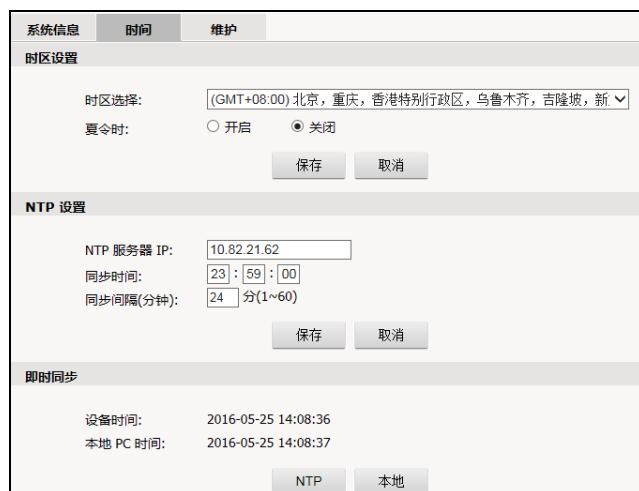 系统信息 时间 维护
时区设置
时区选择: (GMT+08:00) 北京，重庆，香港特别行政区，乌鲁木齐，吉隆坡，新
夏令时: 开启 关闭
保存 取消
NTP 设置
NTP 服务器 IP: 10.82.21.62
同步时间: 23 : 59 : 00
同步间隔(分钟): 24 分(1~60)
保存 取消
即时同步
设备时间: 2016-05-25 14:08:36
本地 PC 时间: 2016-05-25 14:08:37
NTP 本地